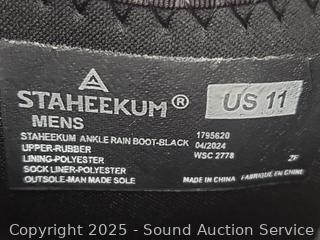 STAHEEKUM® US 11
MENS
STAHEEKUM ANKLE RAIN BOOT-BLACK 1795620
UPPER-RUBBER 04/2024
LINING-POLYESTER WSC 2778
SOCK LINER-POLYESTER ZF
OUTSOLE-MAN MADE SOLE MADE IN CHINA FABRIQUÉ EN CHINE
Copyright 2025 - Sound Auction Service